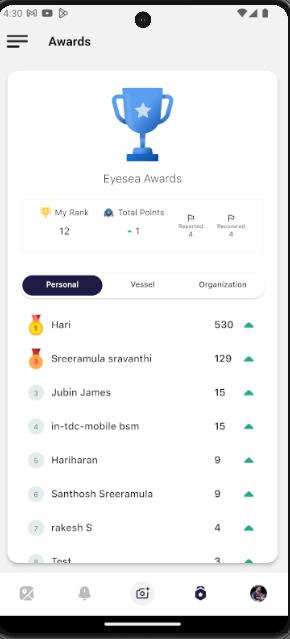 4:30
Awards
Eyesea Awards
My Rank
12
Total Points
1
Reported
4
Recovered
4
Personal
Vessel
Organization
1
Hari
530
3
Sreeramula sravanthi
129
3
Jubin James
15
4
in-tdc-mobile bsm
15
5
Hariharan
9
6
Santhosh Sreeramula
9
7
rakesh S
4
8
Test
3